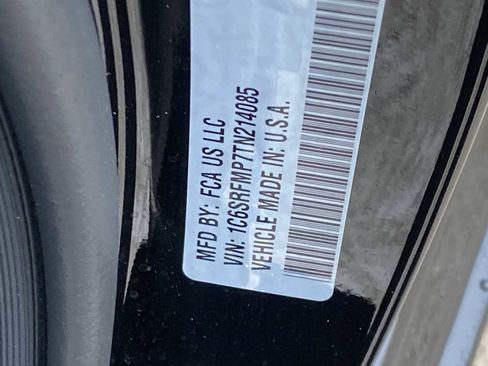 MFD BY: FCA US LLC
VIN: 1C6SRFMP7TN214085
VEHICLE MADE IN: U.S.A.